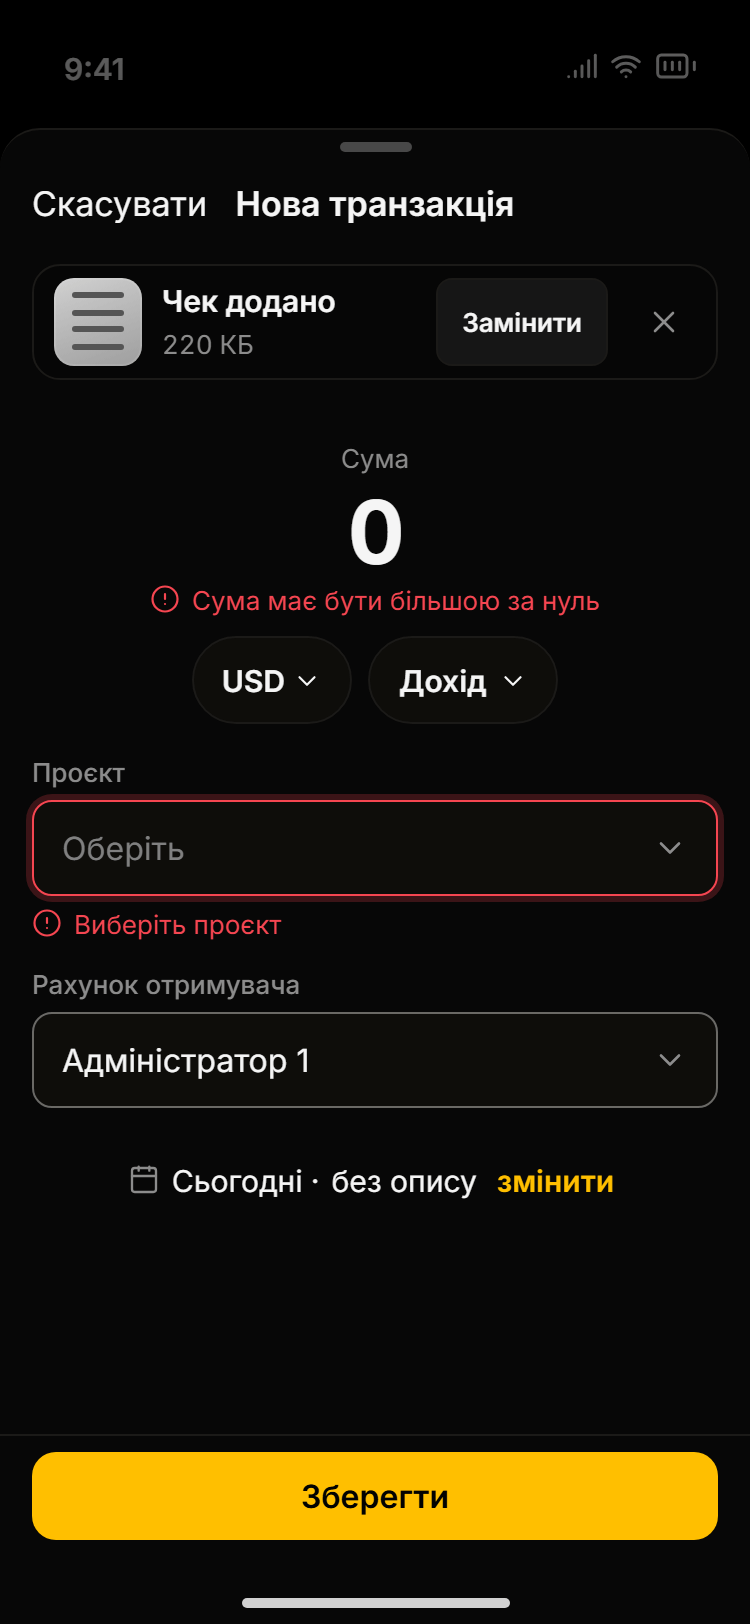 9:41
Скасувати Нова транзакція
Чек додано
220 КБ
Замінити
Сума
0
Сума має бути більшою за нуль
USD Дохід
Проєкт
Оберіть
Виберіть проєкт
Рахунок отримувача
Адміністратор 1
Сьогодні · без опису змінити
Зберегти